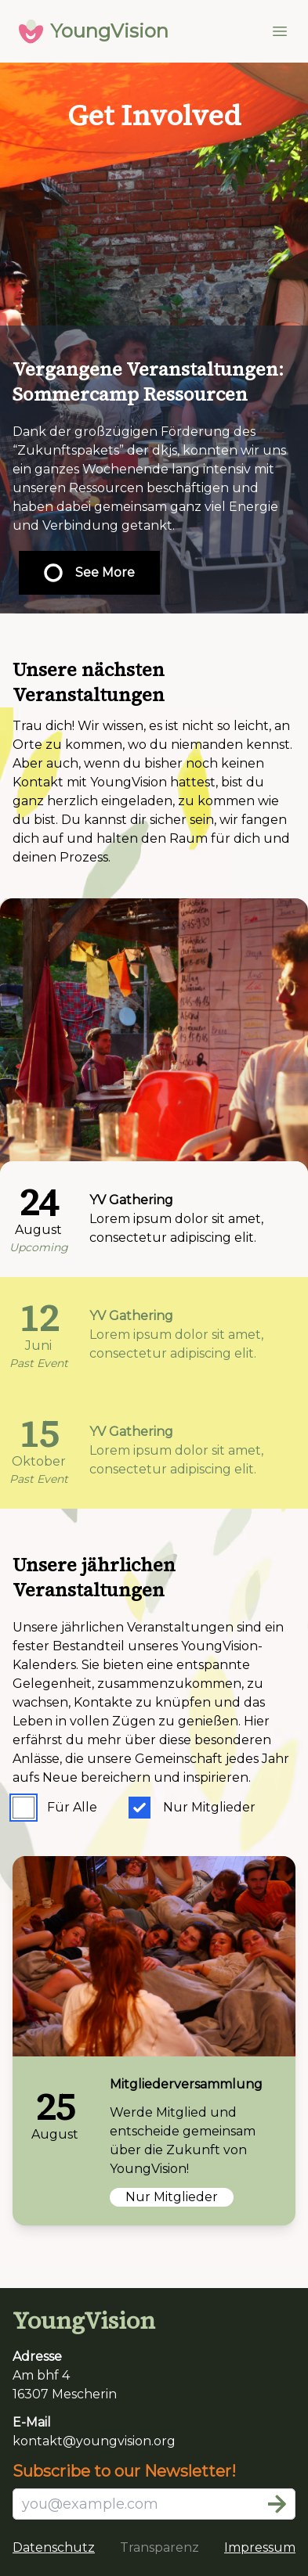 YoungVision
Get Involved
Vergangene Veranstaltungen:
Sommercamp Ressourcen
Dank der großzügigen Förderung des
“Zukunftspakets” der dkjs, konnten wir uns
ein ganzes Wochenende lang intensiv mit
unseren Ressourcen beschäftigen und
haben dabei gemeinsam ganz viel Energie
und Verbindung getankt.
See More
Unsere nächsten
Veranstaltungen
Trau dich! Wir wissen, es ist nicht so leicht, an
Orte zu kommen, wo du niemanden kennst.
Aber auch, wenn du bisher noch keinen
Kontakt mit YoungVision hattest, bist du
ganz herzlich eingeladen, zu kommen wie
du bist. Du kannst dir sicher sein, wir fangen
dich auf und halten den Raum für dich und
deinen Prozess.
24
August
Upcoming
YV Gathering
Lorem ipsum dolor sit amet,
consectetur adipiscing elit.
12
Juni
Past Event
YV Gathering
Lorem ipsum dolor sit amet,
consectetur adipiscing elit.
15
Oktober
Past Event
YV Gathering
Lorem ipsum dolor sit amet,
consectetur adipiscing elit.
Unsere jährlichen
Veranstaltungen
Unsere jährlichen Veranstaltungen sind ein
fester Bestandteil unseres YoungVision-
Kalenders. Sie bieten eine entspannte
Gelegenheit, zusammenzukommen, zu
wachsen, Kontakte zu knüpfen und das
Leben in vollen Zügen zu genießen. Hier
erfährst du mehr über diese besonderen
Anlässe, die unsere Gemeinschaft jedes Jahr
aufs Neue bereichern und inspirieren.
Für Alle Nur Mitglieder
25
August
Mitgliederversammlung
Werde Mitglied und
entscheide gemeinsam
über die Zukunft von
YoungVision!
Nur Mitglieder
YoungVision
Adresse
Am bhf 4
16307 Mescherin
E-Mail
kontakt@youngvision.org
Subscribe to our Newsletter!
you@example.com
Datenschutz Transparenz Impressum